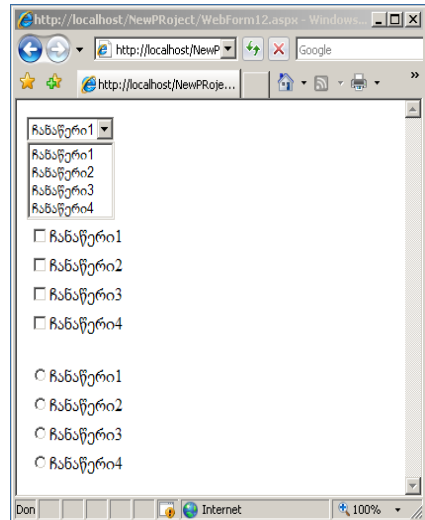 http://localhost/NewPRoject/WebForm12.aspx - Windows...
http://localhost/NewP
Google
http://localhost/NewPRoje...
»
ჩანაწერი1
ჩანაწერი1
ჩანაწერი2
ჩანაწერი3
ჩანაწერი4
ჩანაწერი1
ჩანაწერი2
ჩანაწერი3
ჩანაწერი4
ჩანაწერი1
ჩანაწერი2
ჩანაწერი3
ჩანაწერი4
Don
Internet
100%